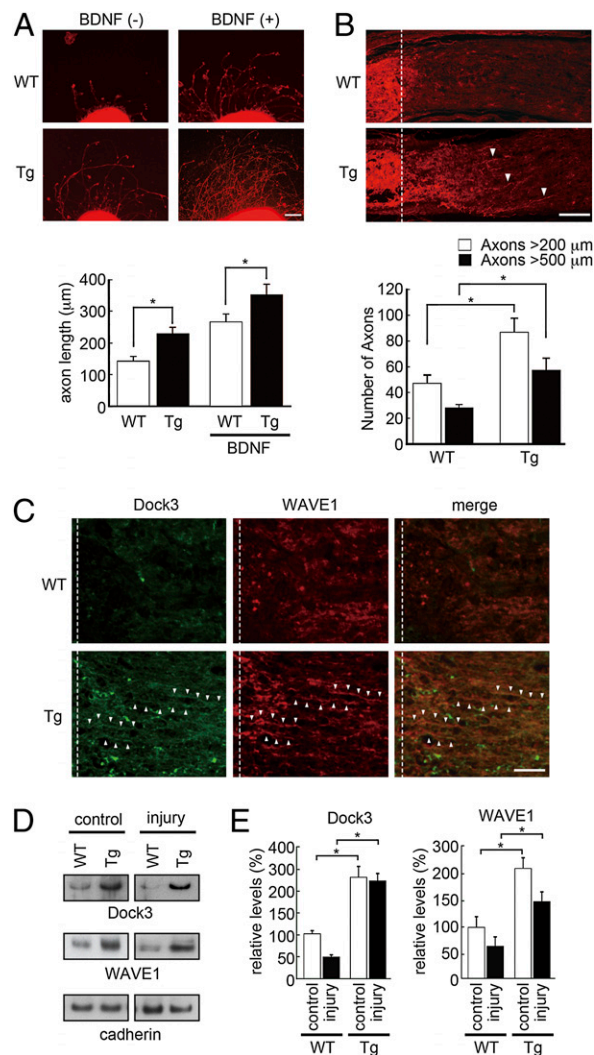 A
BDNF (-)
BDNF (+)
WT
Tg
axon length (μm)
400
300
200
100
0
*
*
WT
Tg
WT
Tg
BDNF
B
WT
Tg
Axons >200 μm
Axons >500 μm
Number of Axons
120
100
80
60
40
20
0
*
*
WT
Tg
C
Dock3
WAVE1
merge
WT
Tg
D
control
injury
WT
Tg
WT
Tg
Dock3
WAVE1
cadherin
E
Dock3
relative levels (%)
300
250
200
150
100
50
0
*
*
control
injury
control
injury
WT
Tg
WAVE1
relative levels (%)
250
200
150
100
50
0
*
*
control
injury
control
injury
WT
Tg